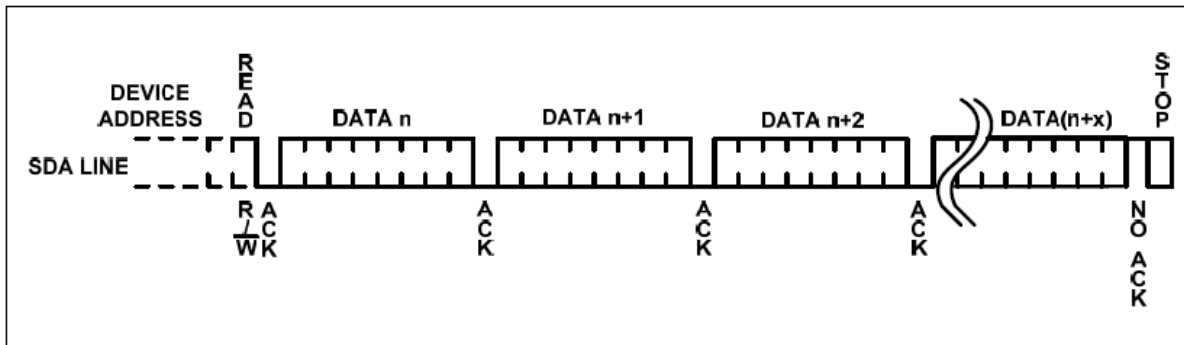 READ
STOP
DEVICE
ADDRESS
DATA n
DATA n+1
DATA n+2
DATA(n+x)
SDA LINE
R/W
ACK
ACK
ACK
ACK
NO ACK